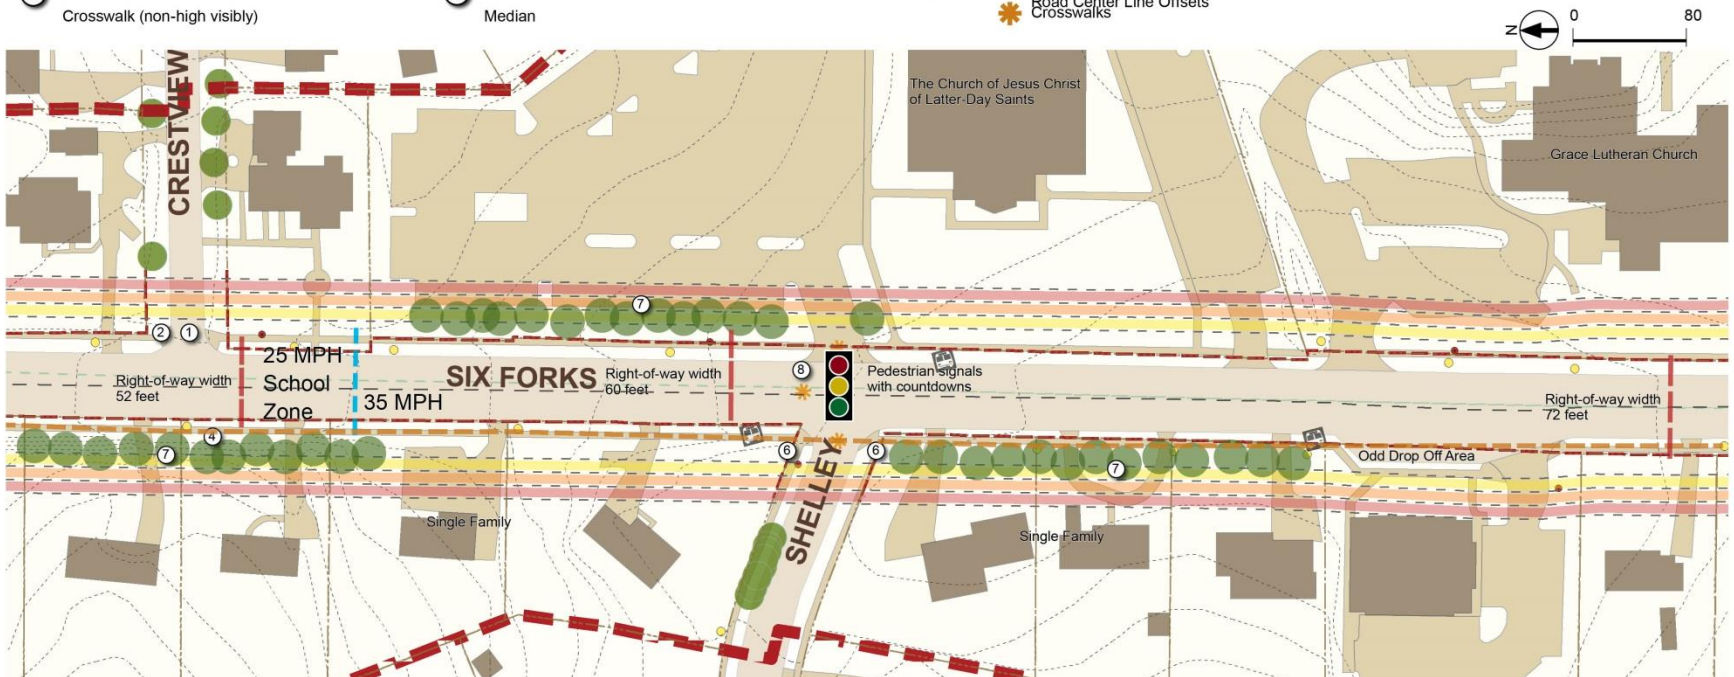 Crosswalk (non-high visibly)
Median
Road Center Line Offsets
Crosswalks
N
0
80
CRESTVIEW
The Church of Jesus Christ
of Latter-Day Saints
Grace Lutheran Church
7
2
1
25 MPH
School
Zone
35 MPH
Right-of-way width
52 feet
SIX FORKS
Right-of-way width
60 feet
8
Pedestrian signals
with countdowns
Right-of-way width
72 feet
4
7
6
6
7
Odd Drop Off Area
SHELLEY
Single Family
Single Family